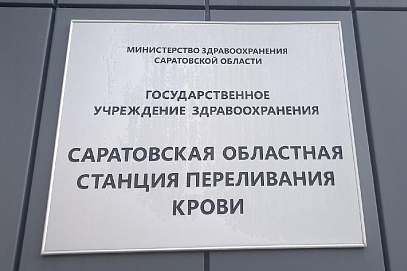 МИНИСТЕРСТВО ЗДРАВООХРАНЕНИЯ
САРАТОВСКОЙ ОБЛАСТИ
ГОСУДАРСТВЕННОЕ
УЧРЕЖДЕНИЕ ЗДРАВООХРАНЕНИЯ
САРАТОВСКАЯ ОБЛАСТНАЯ
СТАНЦИЯ ПЕРЕЛИВАНИЯ
КРОВИ